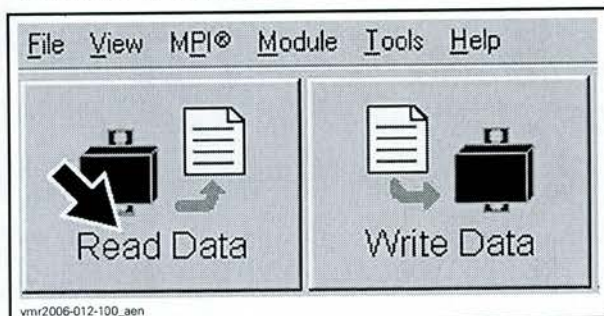 File View MPI® Module Tools Help
Read Data Write Data
vmr2006-012-100_aen